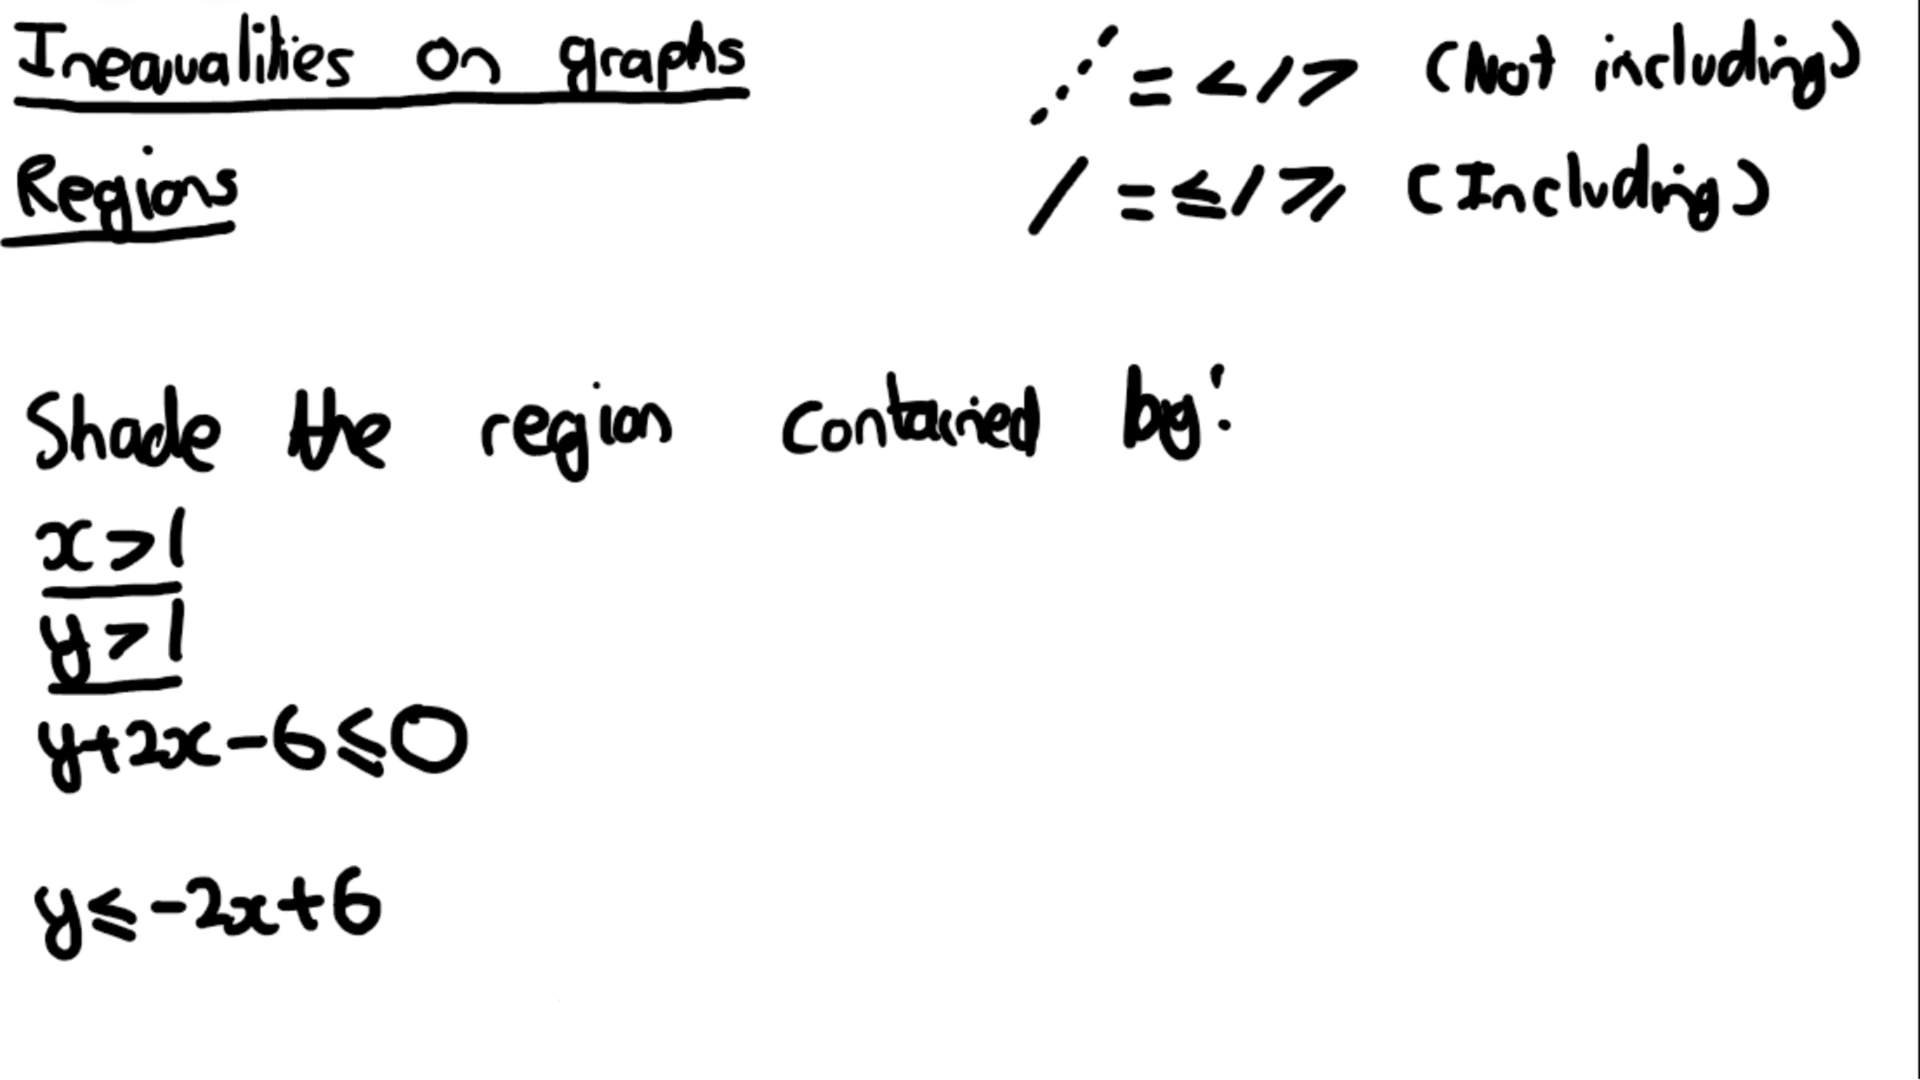 Inequalities on graphs
Regions
⋰ = < / > (Not including)
/ = ≤ / ≥ (Including)
Shade the region contained by:
x > 1
y > 1
y + 2x - 6 ≤ 0
y ≤ -2x + 6